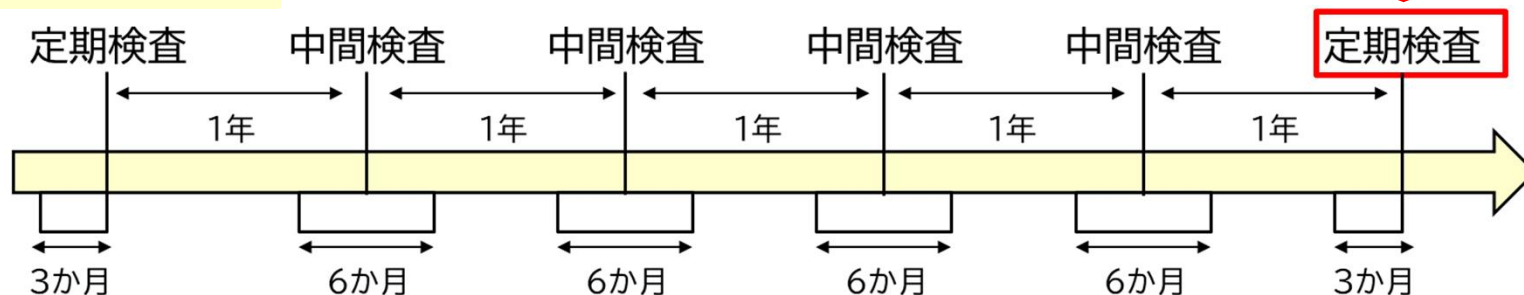 定期検査 中間検査 中間検査 中間検査 中間検査 定期検査
1年 1年 1年 1年 1年
3か月 6か月 6か月 6か月 6か月 3か月